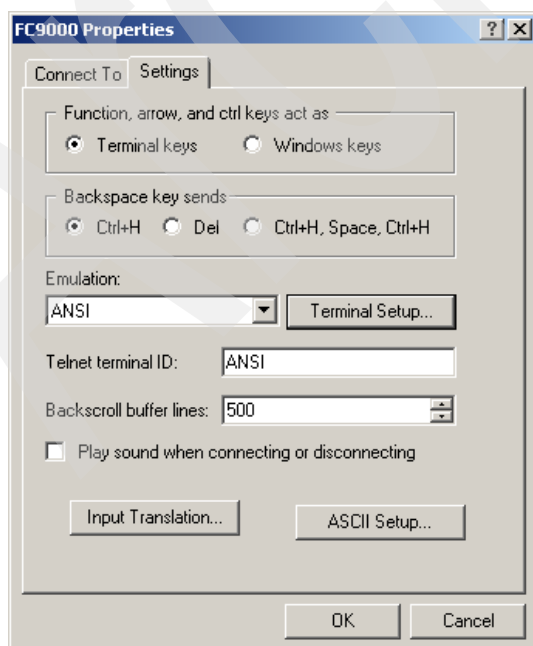 FC9000 Properties
Connect To Settings
Function, arrow, and ctrl keys act as
Terminal keys Windows keys
Backspace key sends
Ctrl+H Del Ctrl+H, Space, Ctrl+H
Emulation:
ANSI Terminal Setup...
Telnet terminal ID: ANSI
Backscroll buffer lines: 500
Play sound when connecting or disconnecting
Input Translation... ASCII Setup...
OK Cancel